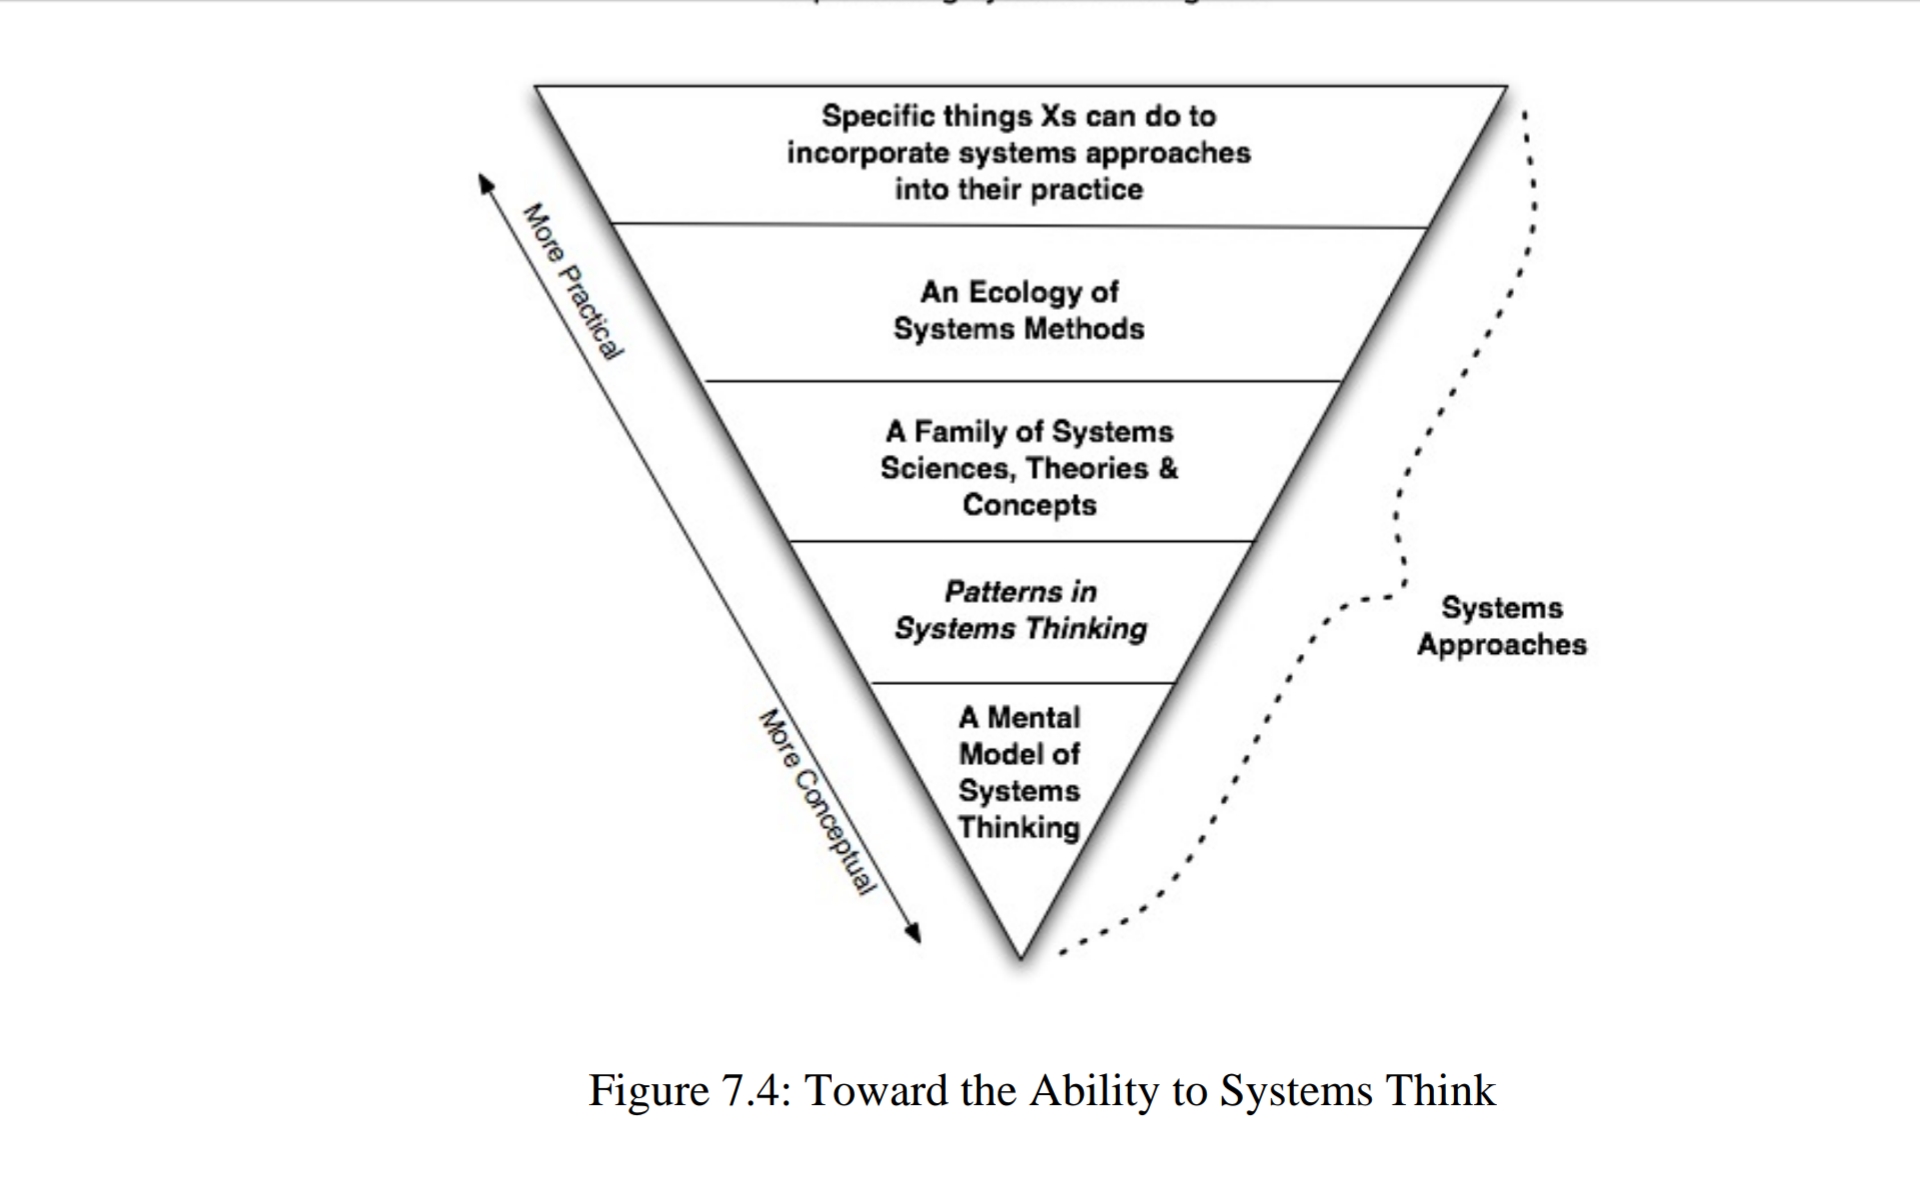 Specific things Xs can do to
incorporate systems approaches
into their practice
More Practical
An Ecology of
Systems Methods
A Family of Systems
Sciences, Theories &
Concepts
Patterns in
Systems Thinking
Systems
Approaches
More Conceptual
A Mental
Model of
Systems
Thinking
Figure 7.4: Toward the Ability to Systems Think